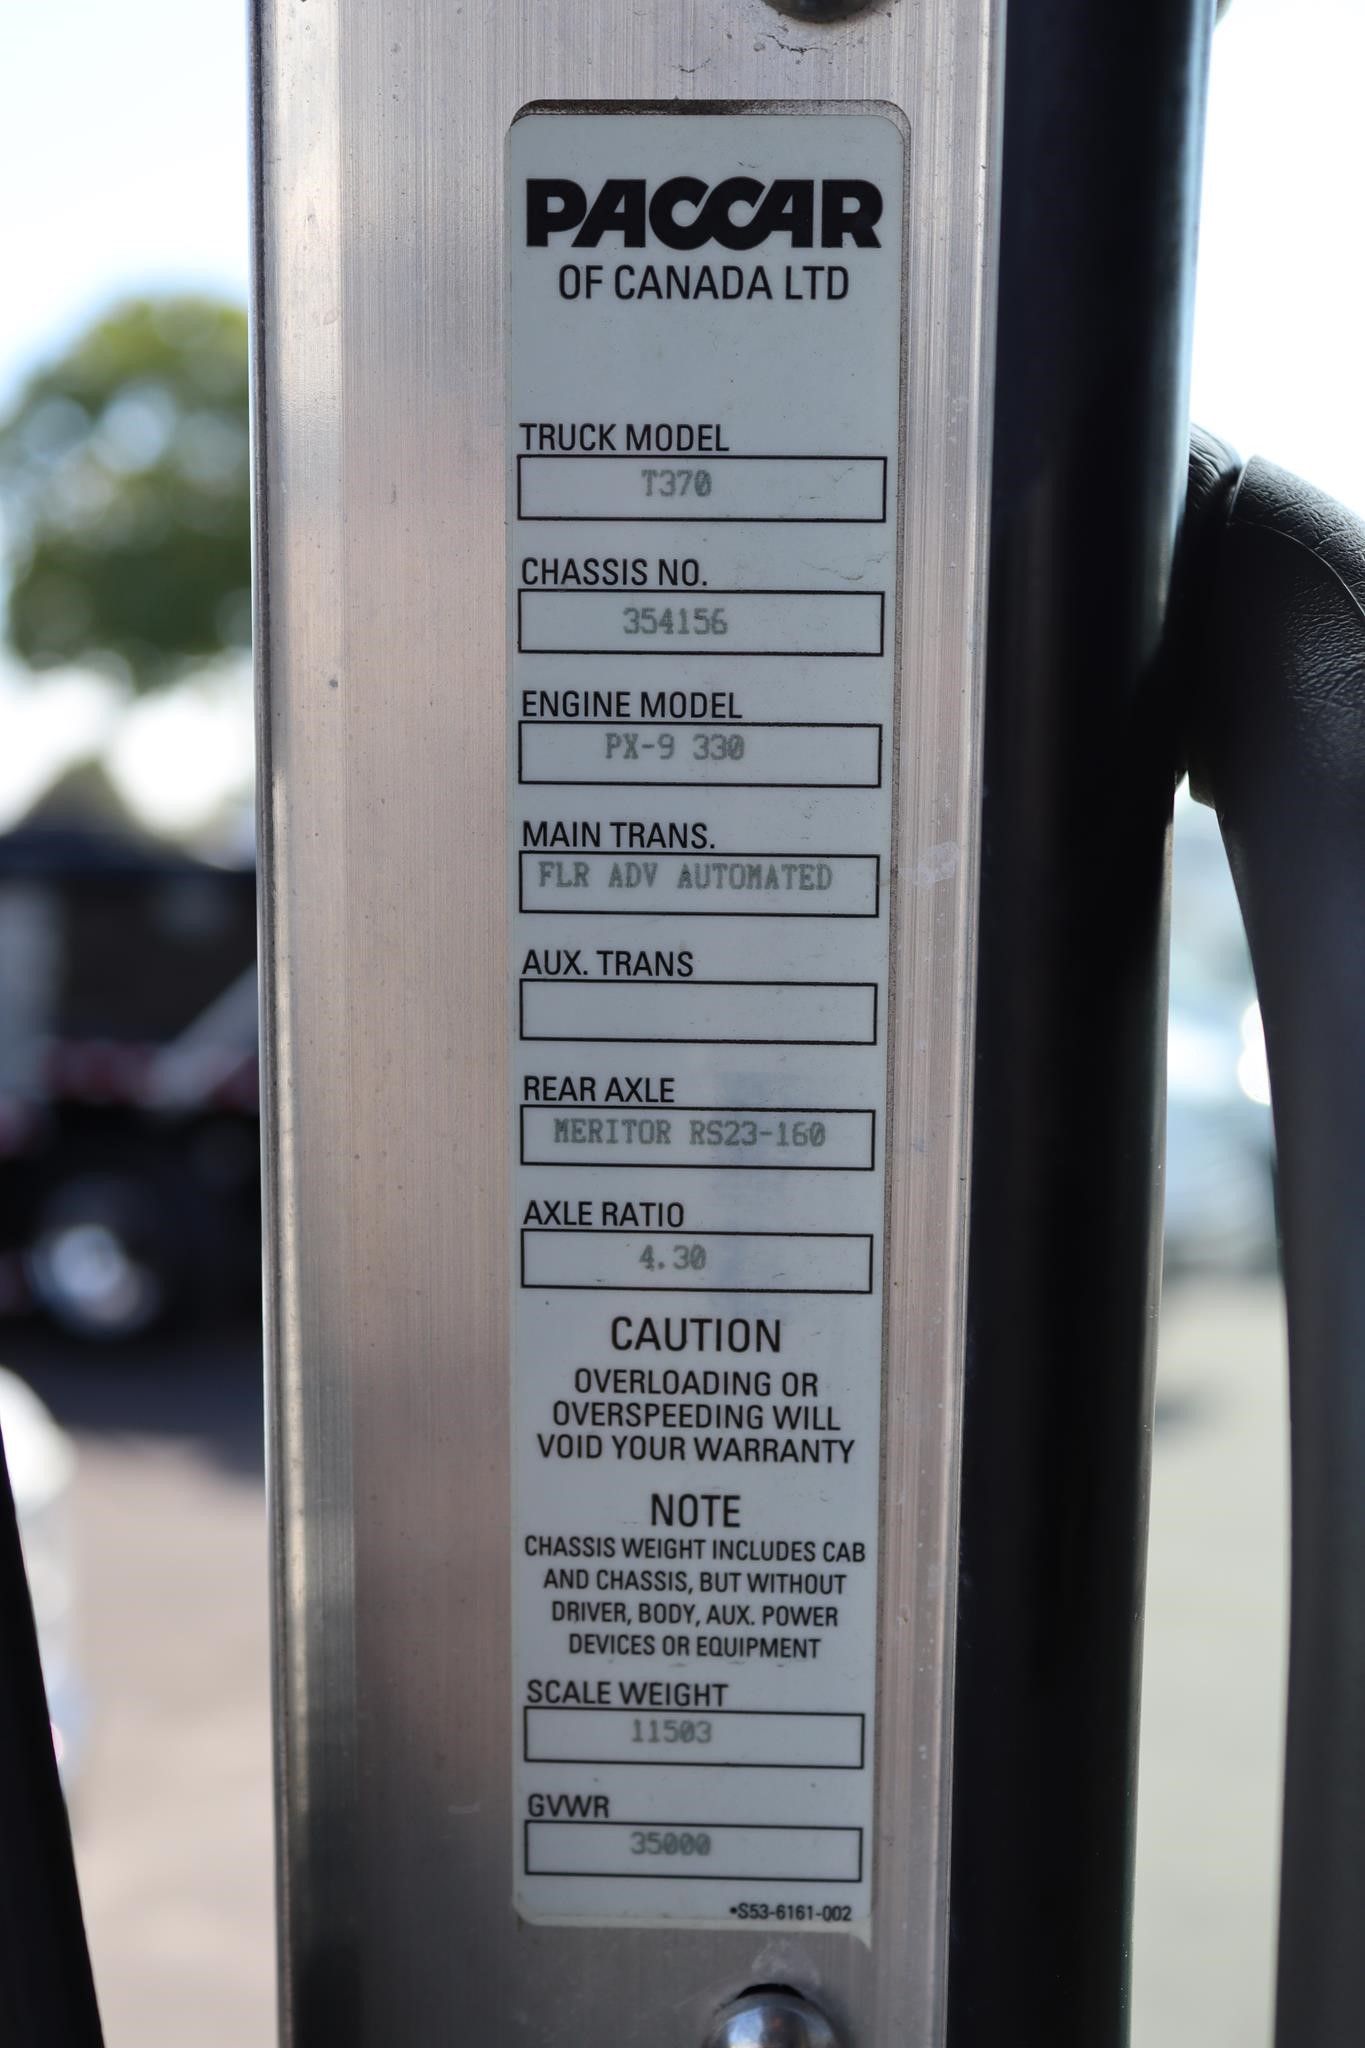 PACCAR
OF CANADA LTD
TRUCK MODEL
T370
CHASSIS NO.
354156
ENGINE MODEL
PX-9 330
MAIN TRANS.
FLR ADV AUTOMATED
AUX. TRANS
REAR AXLE
MERITOR RS23-160
AXLE RATIO
4.30
CAUTION
OVERLOADING OR
OVERSPEEDING WILL
VOID YOUR WARRANTY
NOTE
CHASSIS WEIGHT INCLUDES CAB
AND CHASSIS, BUT WITHOUT
DRIVER, BODY, AUX. POWER
DEVICES OR EQUIPMENT
SCALE WEIGHT
11503
GVWR
35000
•S53-6161-002